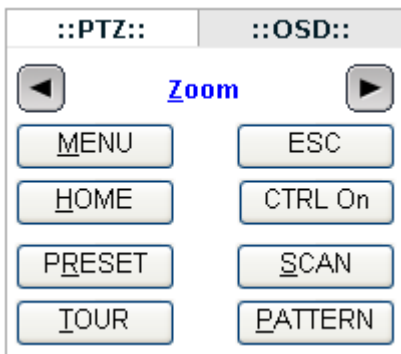 ::PTZ:: ::OSD::
Zoom
MENU ESC
HOME CTRL On
PRESET SCAN
TOUR PATTERN